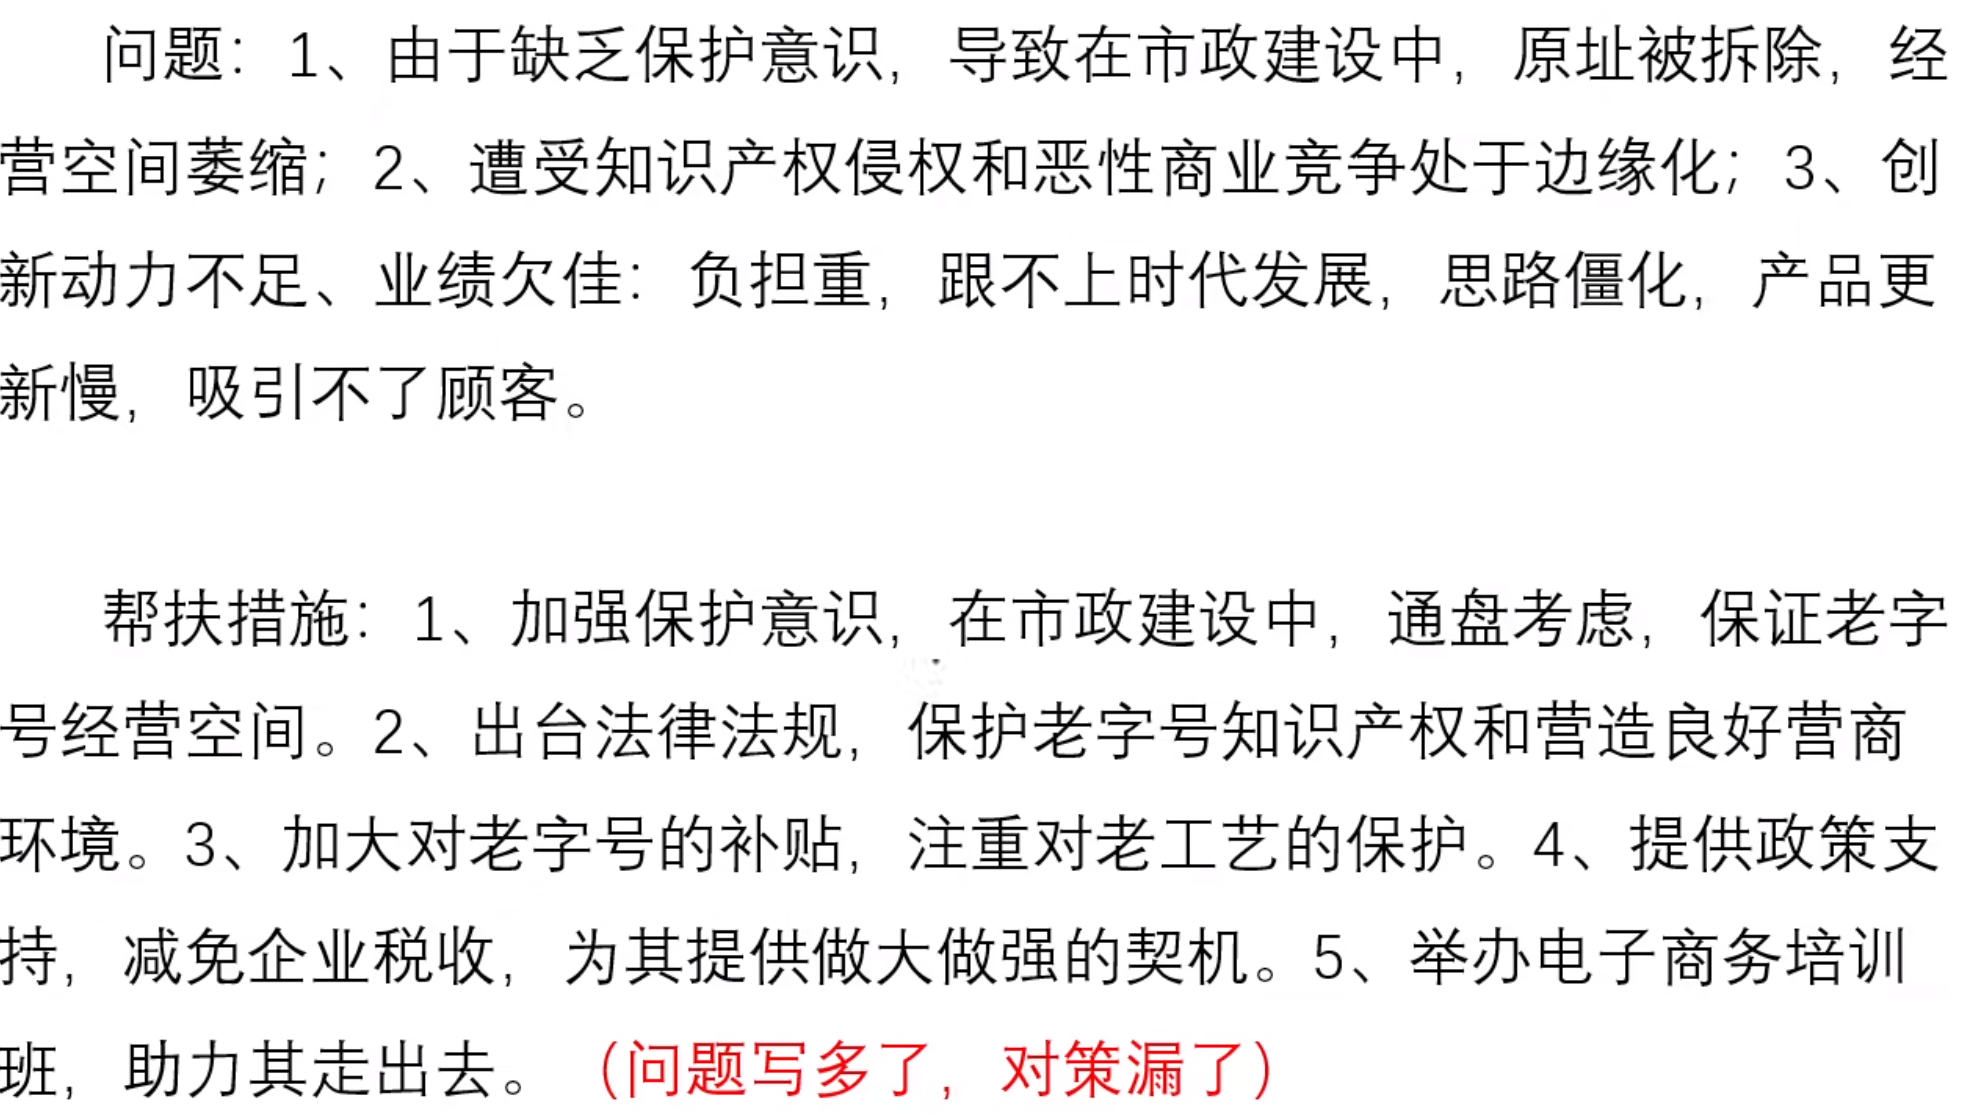 问题：1、由于缺乏保护意识，导致在市政建设中，原址被拆除，经
营空间萎缩；2、遭受知识产权侵权和恶性商业竞争处于边缘化；3、创
新动力不足、业绩欠佳：负担重，跟不上时代发展，思路僵化，产品更
新慢，吸引不了顾客。
帮扶措施：1、加强保护意识，在市政建设中，通盘考虑，保证老字
号经营空间。2、出台法律法规，保护老字号知识产权和营造良好营商
环境。3、加大对老字号的补贴，注重对老工艺的保护。4、提供政策支
持，减免企业税收，为其提供做大做强的契机。5、举办电子商务培训
班，助力其走出去。（问题写多了，对策漏了）